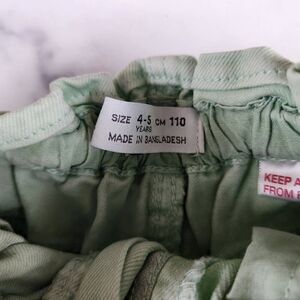 SIZE 4-5 CM 110
YEARS
MADE IN BANGLADESH
KEEP A
FROM F